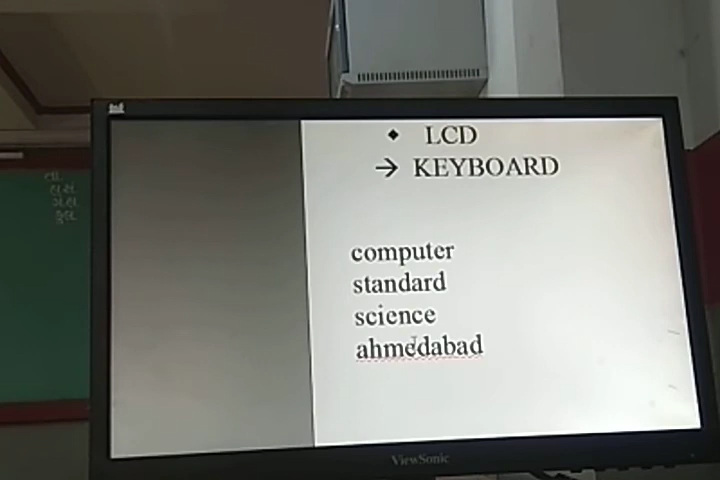 ◆ LCD
→ KEYBOARD
computer
standard
science
ahmedabad
ViewSonic